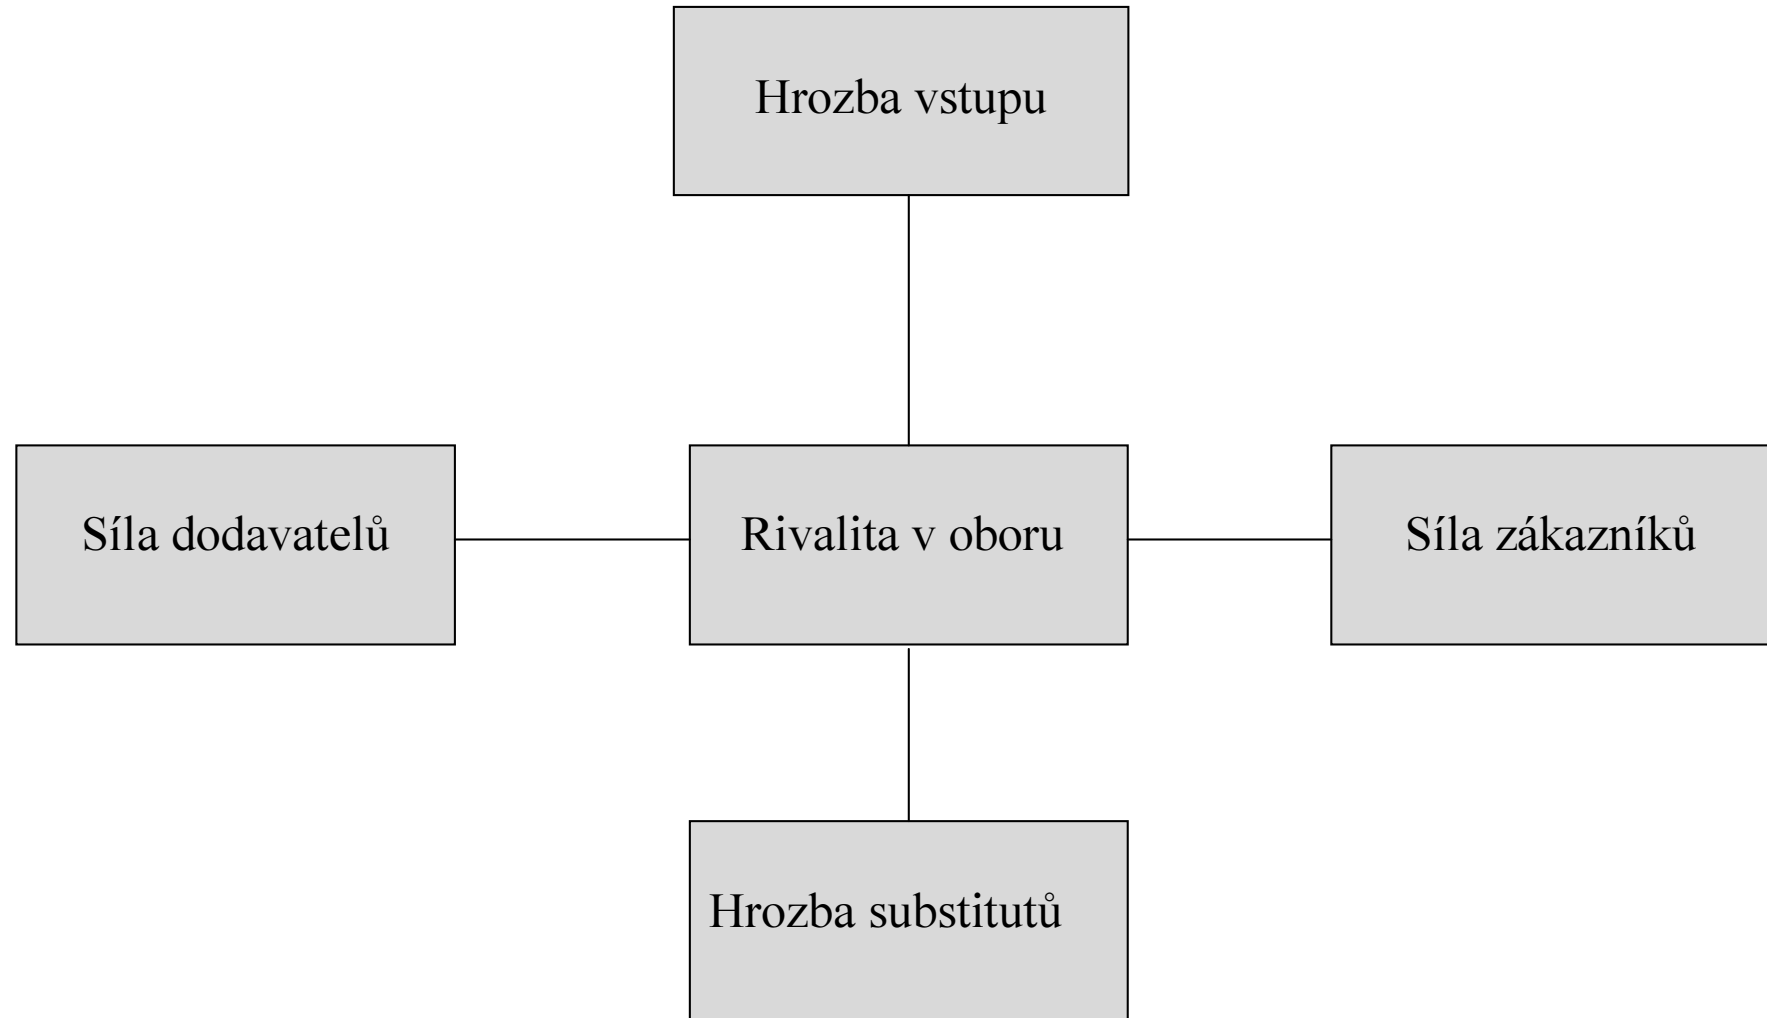 Hrozba vstupu
Síla dodavatelů
Rivalita v oboru
Síla zákazníků
Hrozba substitutů